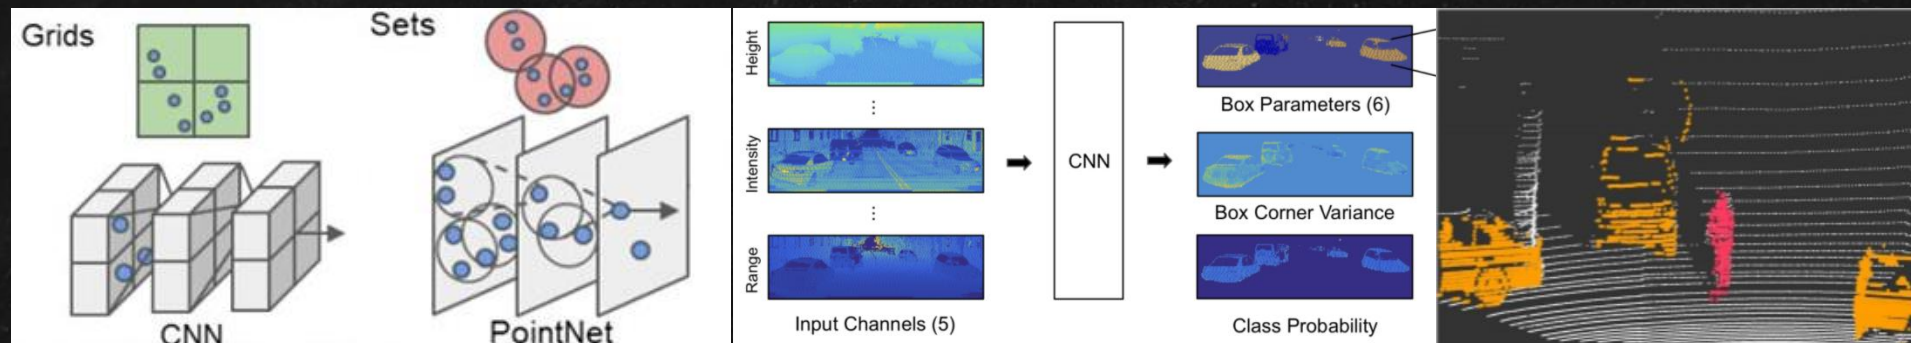 Grids
Sets
CNN
PointNet
Height
Intensity
Range
Input Channels (5)
CNN
Box Parameters (6)
Box Corner Variance
Class Probability